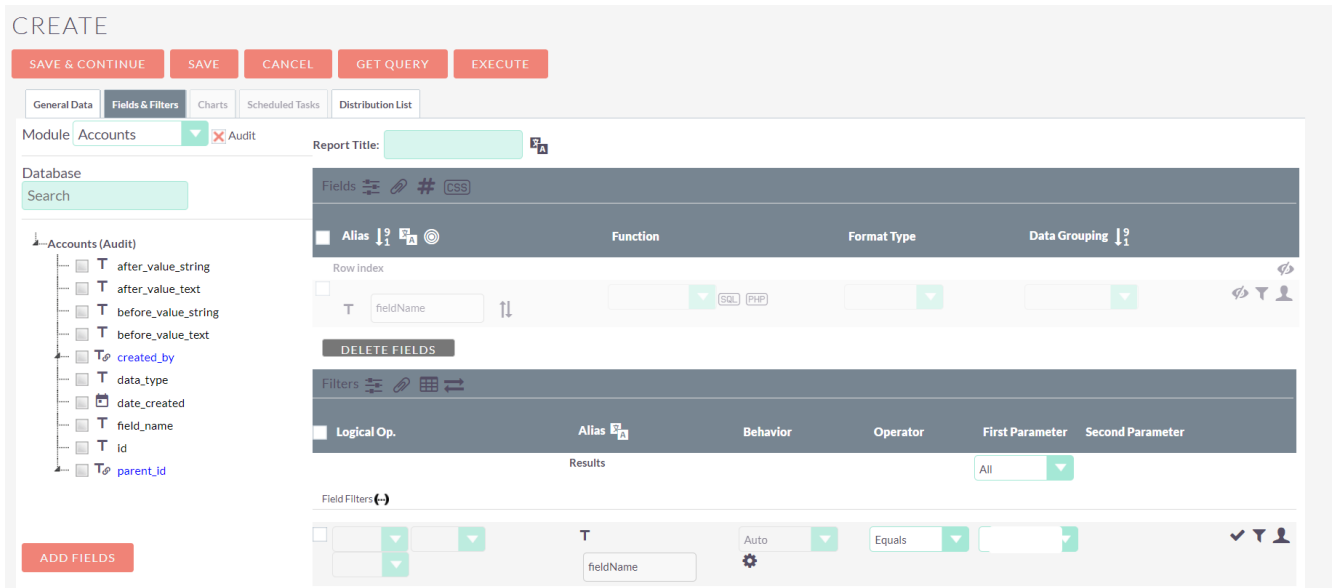 CREATE
SAVE & CONTINUE SAVE CANCEL GET QUERY EXECUTE
General Data Fields & Filters Charts Scheduled Tasks Distribution List
Module Accounts Audit
Report Title:
Database
Search
Fields # CSS
Alias Function Format Type Data Grouping
Row index
fieldName SQL PHP
Accounts (Audit)
after_value_string
after_value_text
before_value_string
before_value_text
created_by
data_type
date_created
field_name
id
parent_id
ADD FIELDS
DELETE FIELDS
Filters
Logical Op. Alias Behavior Operator First Parameter Second Parameter
Results All
Field Filters (···)
T Auto Equals
fieldName